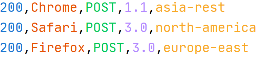 200,Chrome,POST,1.1,asia-rest
200,Safari,POST,3.0,north-america
200,Firefox,POST,3.0,europe-east